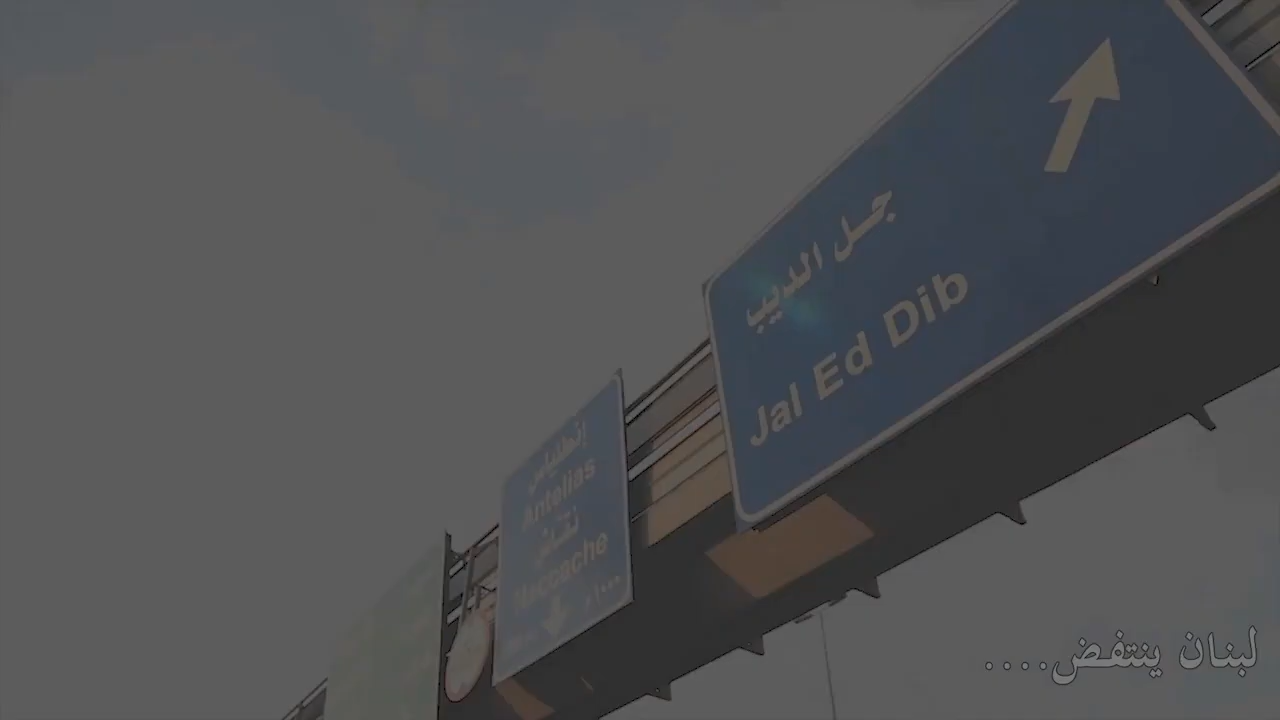 جل الديب
Jal Ed Dib
إنطلياس
Antelias
نقاش
Naccache
لبنان ينتفض....